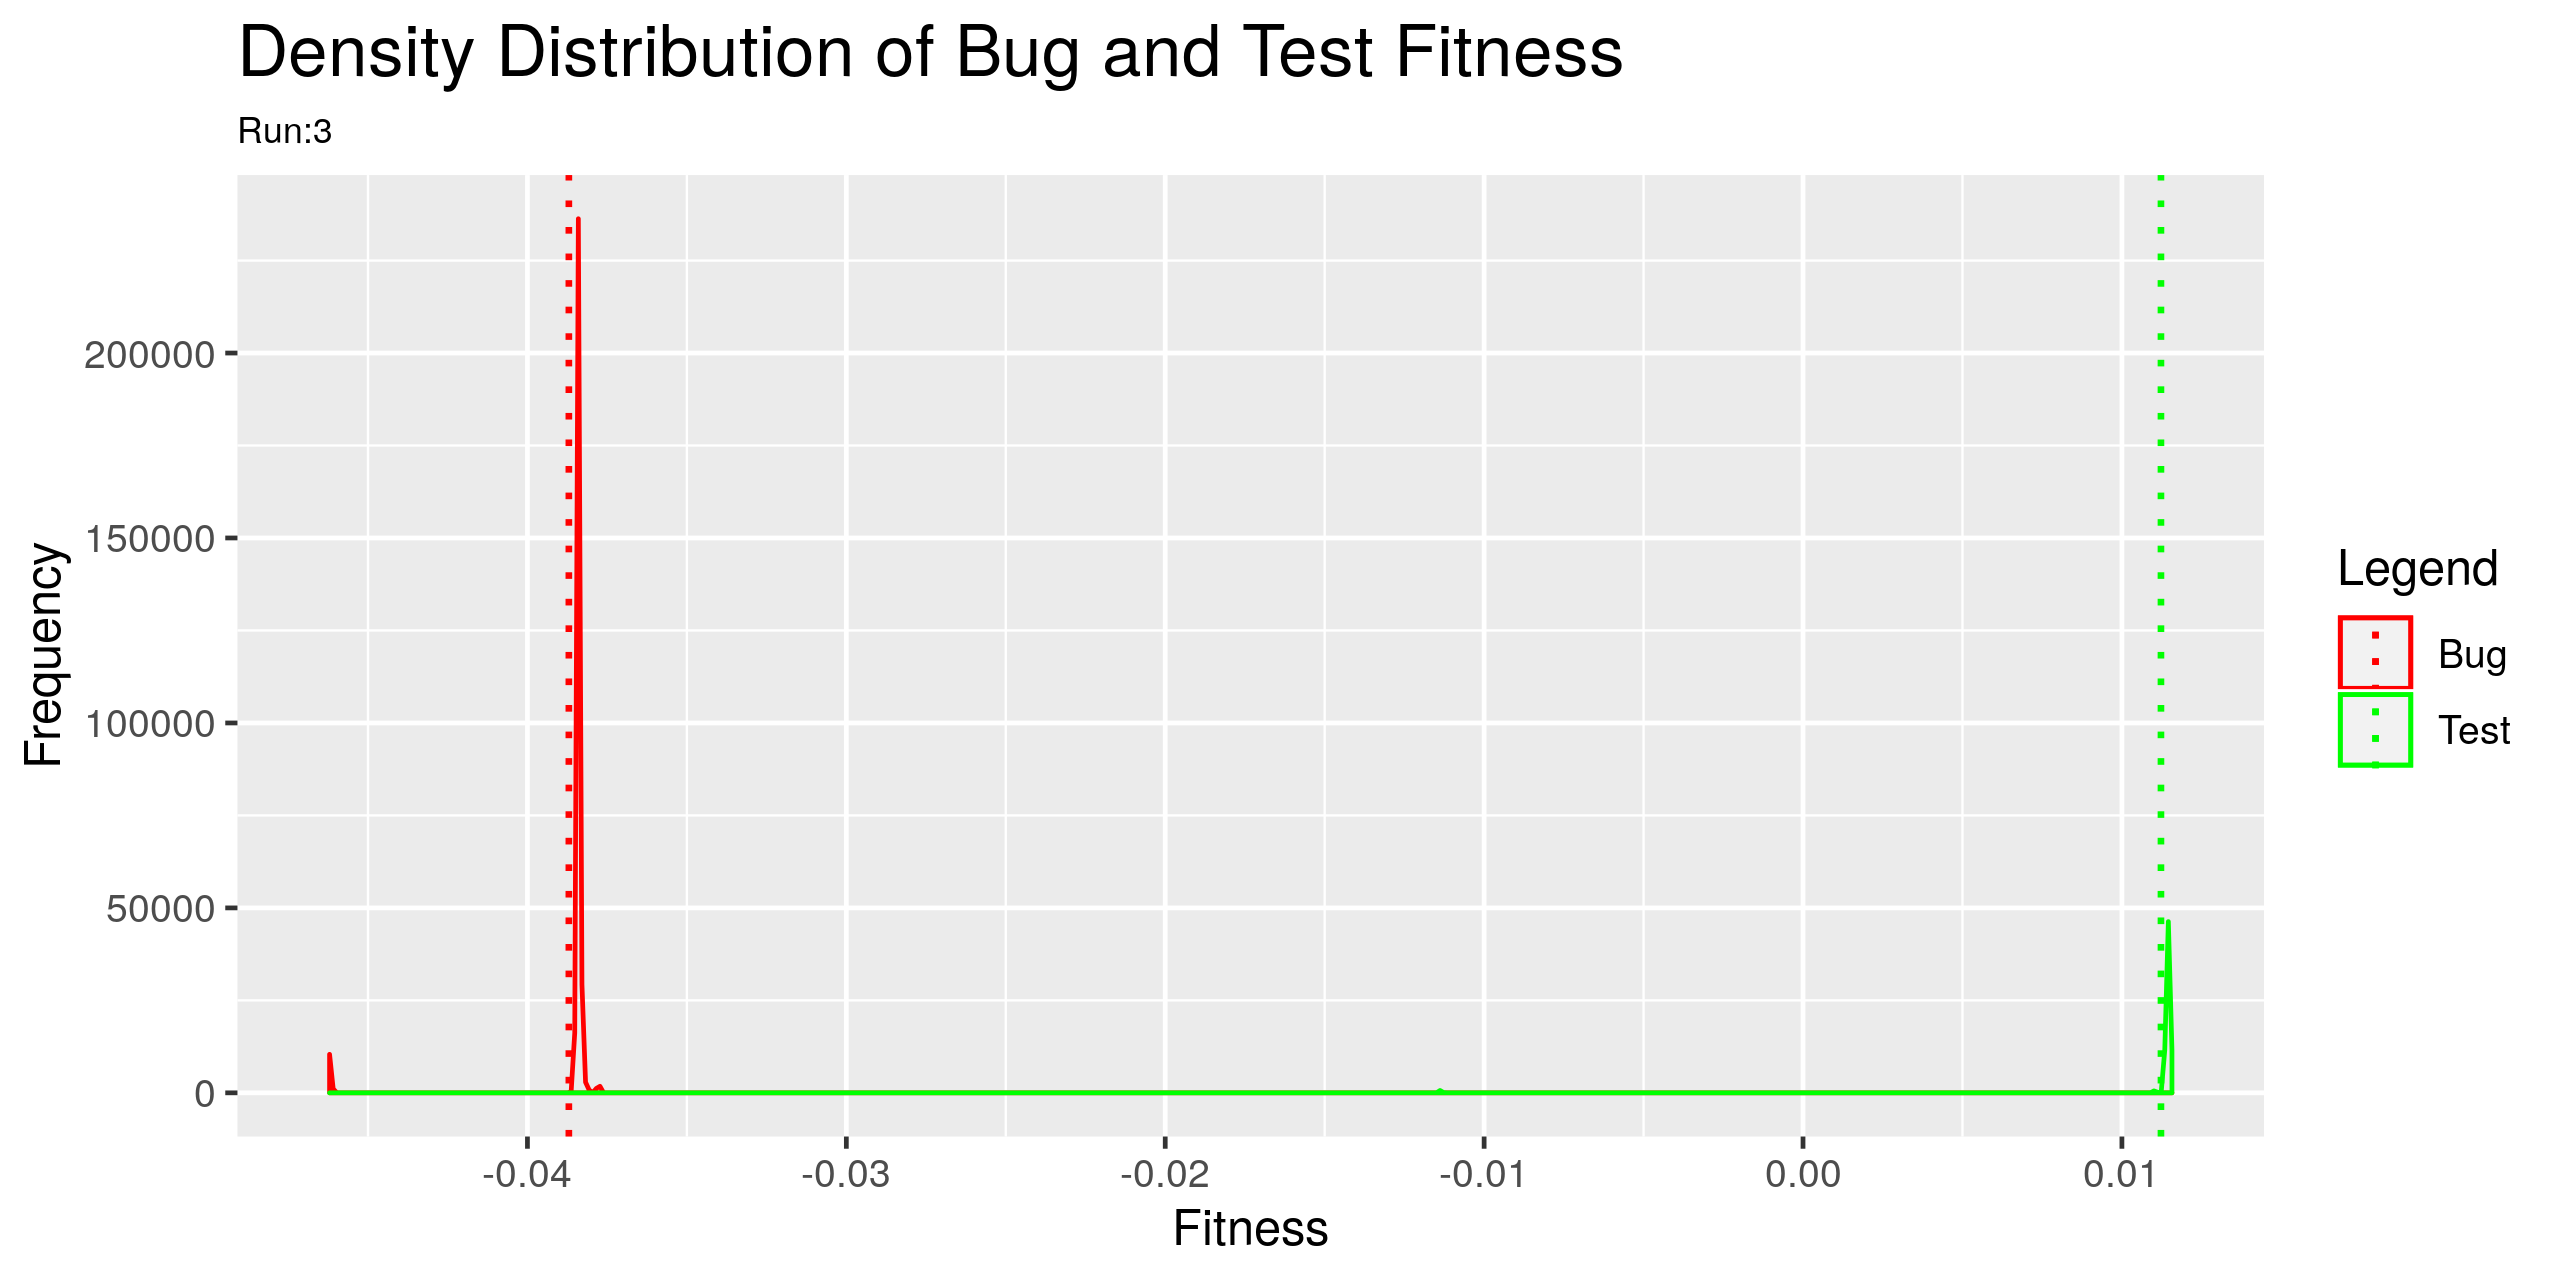 Density Distribution of Bug and Test Fitness
Run:3
Frequency
200000
150000
100000
50000
0
-0.04 -0.03 -0.02 -0.01 0.00 0.01
Fitness
Legend
Bug
Test